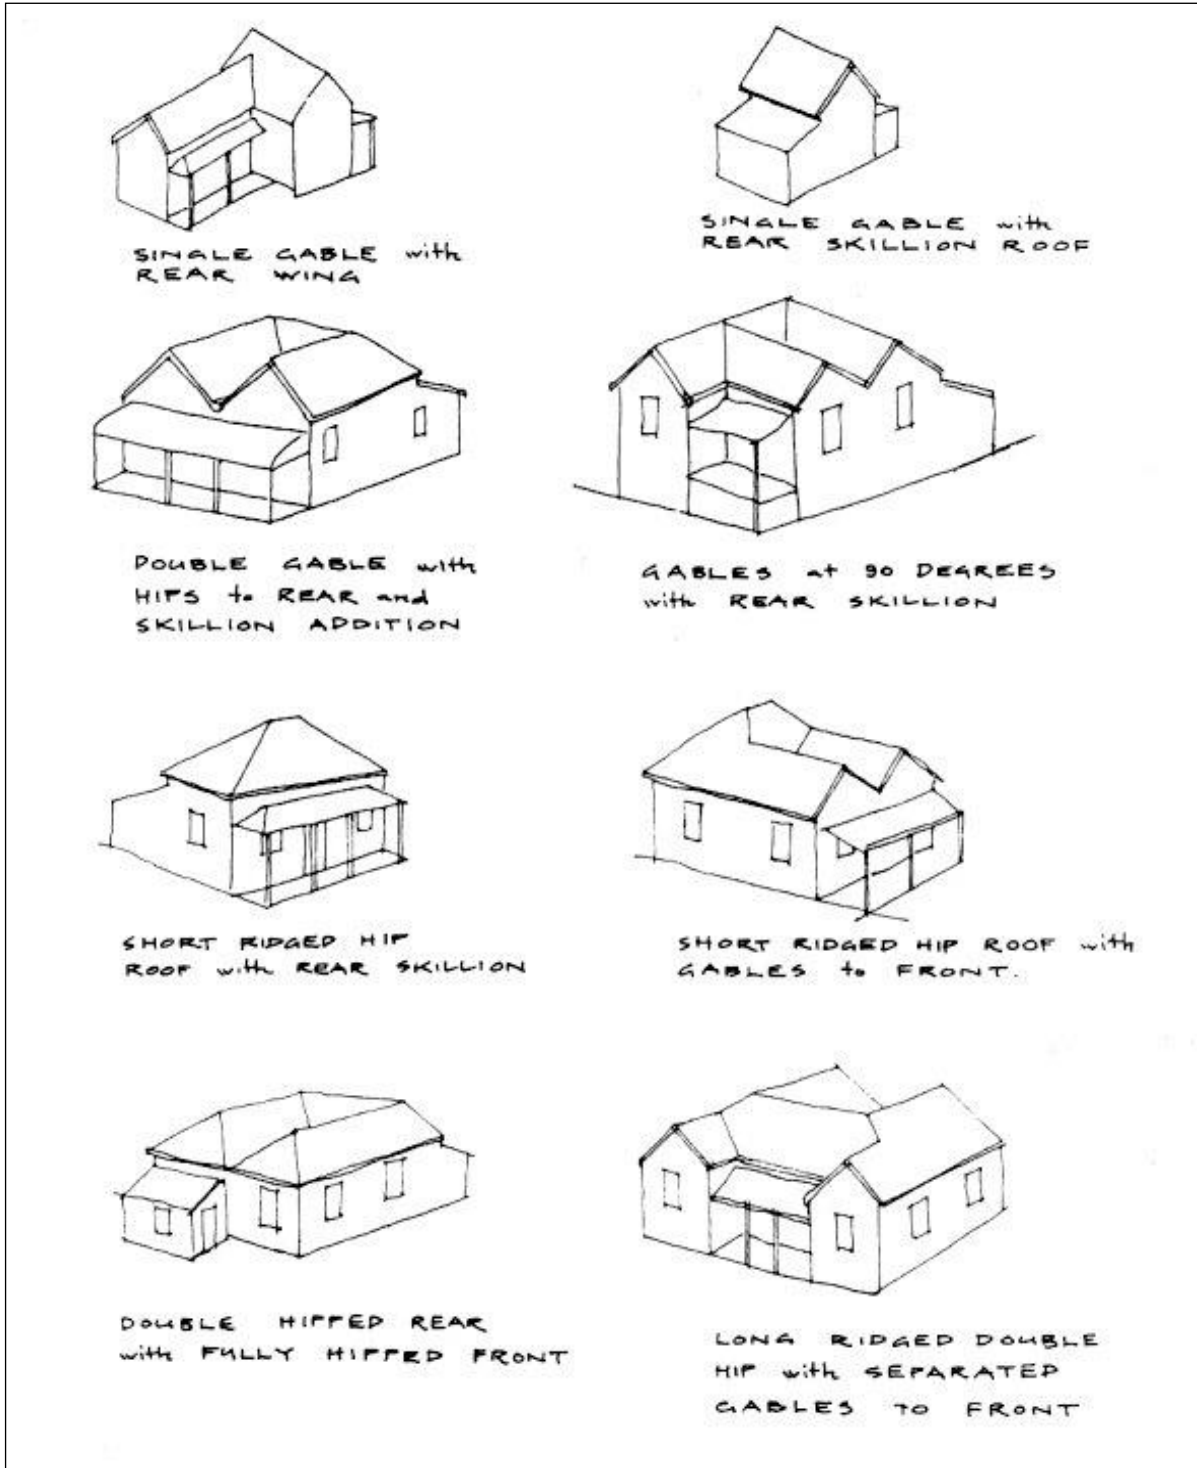 SINGLE GABLE with
REAR WING
SINGLE GABLE with
REAR SKILLION ROOF
DOUBLE GABLE with
HIPS to REAR and
SKILLION ADDITION
GABLES at 90 DEGREES
with REAR SKILLION
SHORT RIDGED HIP
ROOF with REAR SKILLION
SHORT RIDGED HIP ROOF with
GABLES to FRONT.
DOUBLE HIPPED REAR
with FULLY HIPPED FRONT
LONG RIDGED DOUBLE
HIP with SEPARATED
GABLES TO FRONT